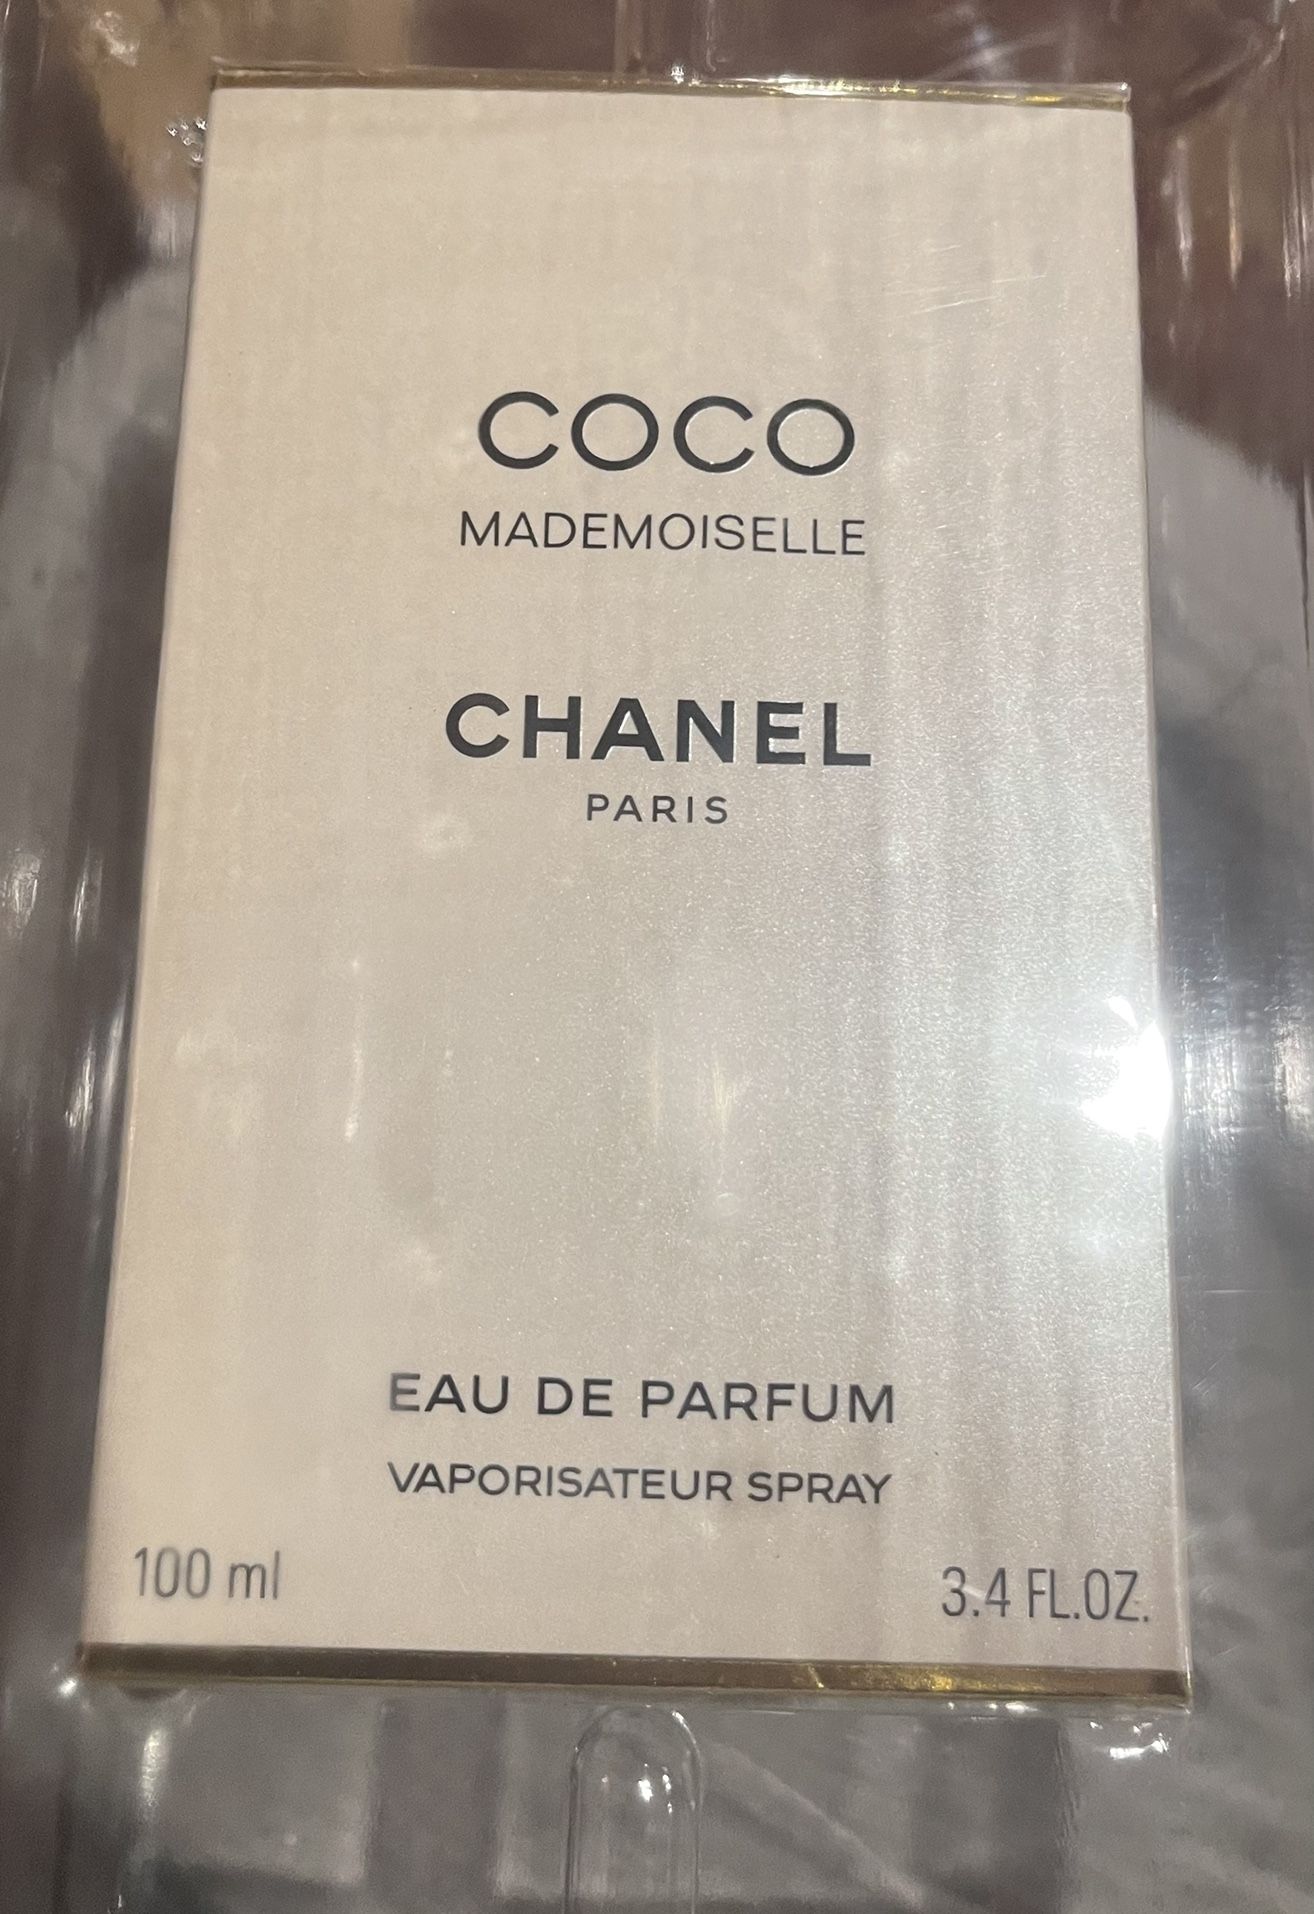 COCO
MADEMOISELLE
CHANEL
PARIS
EAU DE PARFUM
VAPORISATEUR SPRAY
100 ml 3.4 FL.OZ.